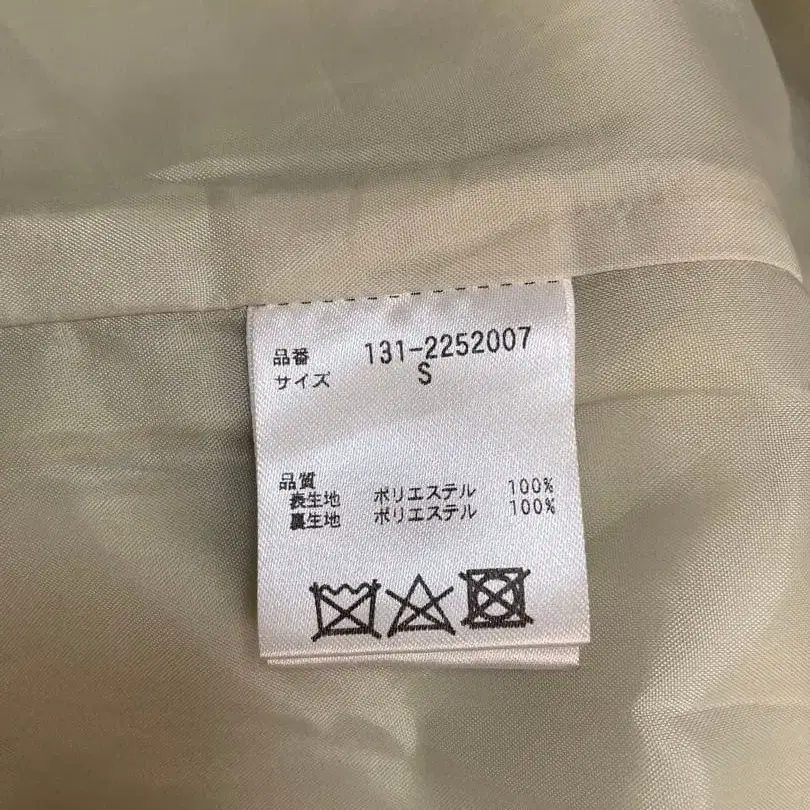 品番 131-2252007
サイズ S
品質
表生地 ポリエステル 100%
裏生地 ポリエステル 100%